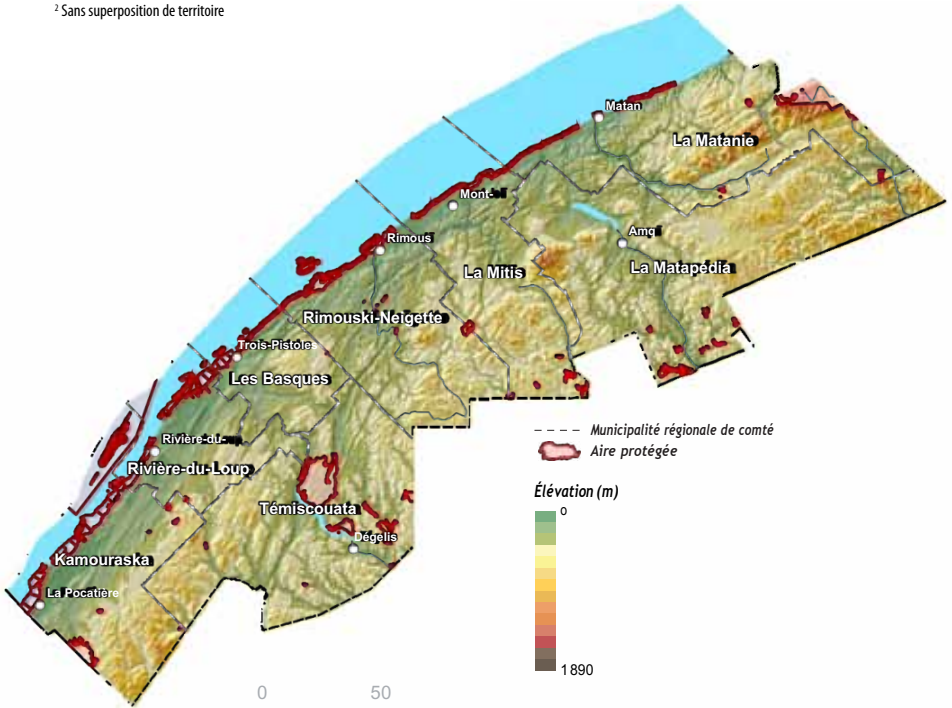 ² Sans superposition de territoire
Matan
La Matanie
Mont-
Rimous
Amq
La Mitis
La Matapédia
Rimouski-Neigette
Trois-Pistoles
Les Basques
Rivière-du-
Rivière-du-Loup
Témiscouata
Dégelis
Kamouraska
La Pocatière
Municipalité régionale de comté
Aire protégée
Élévation (m)
0
1 890
0 50